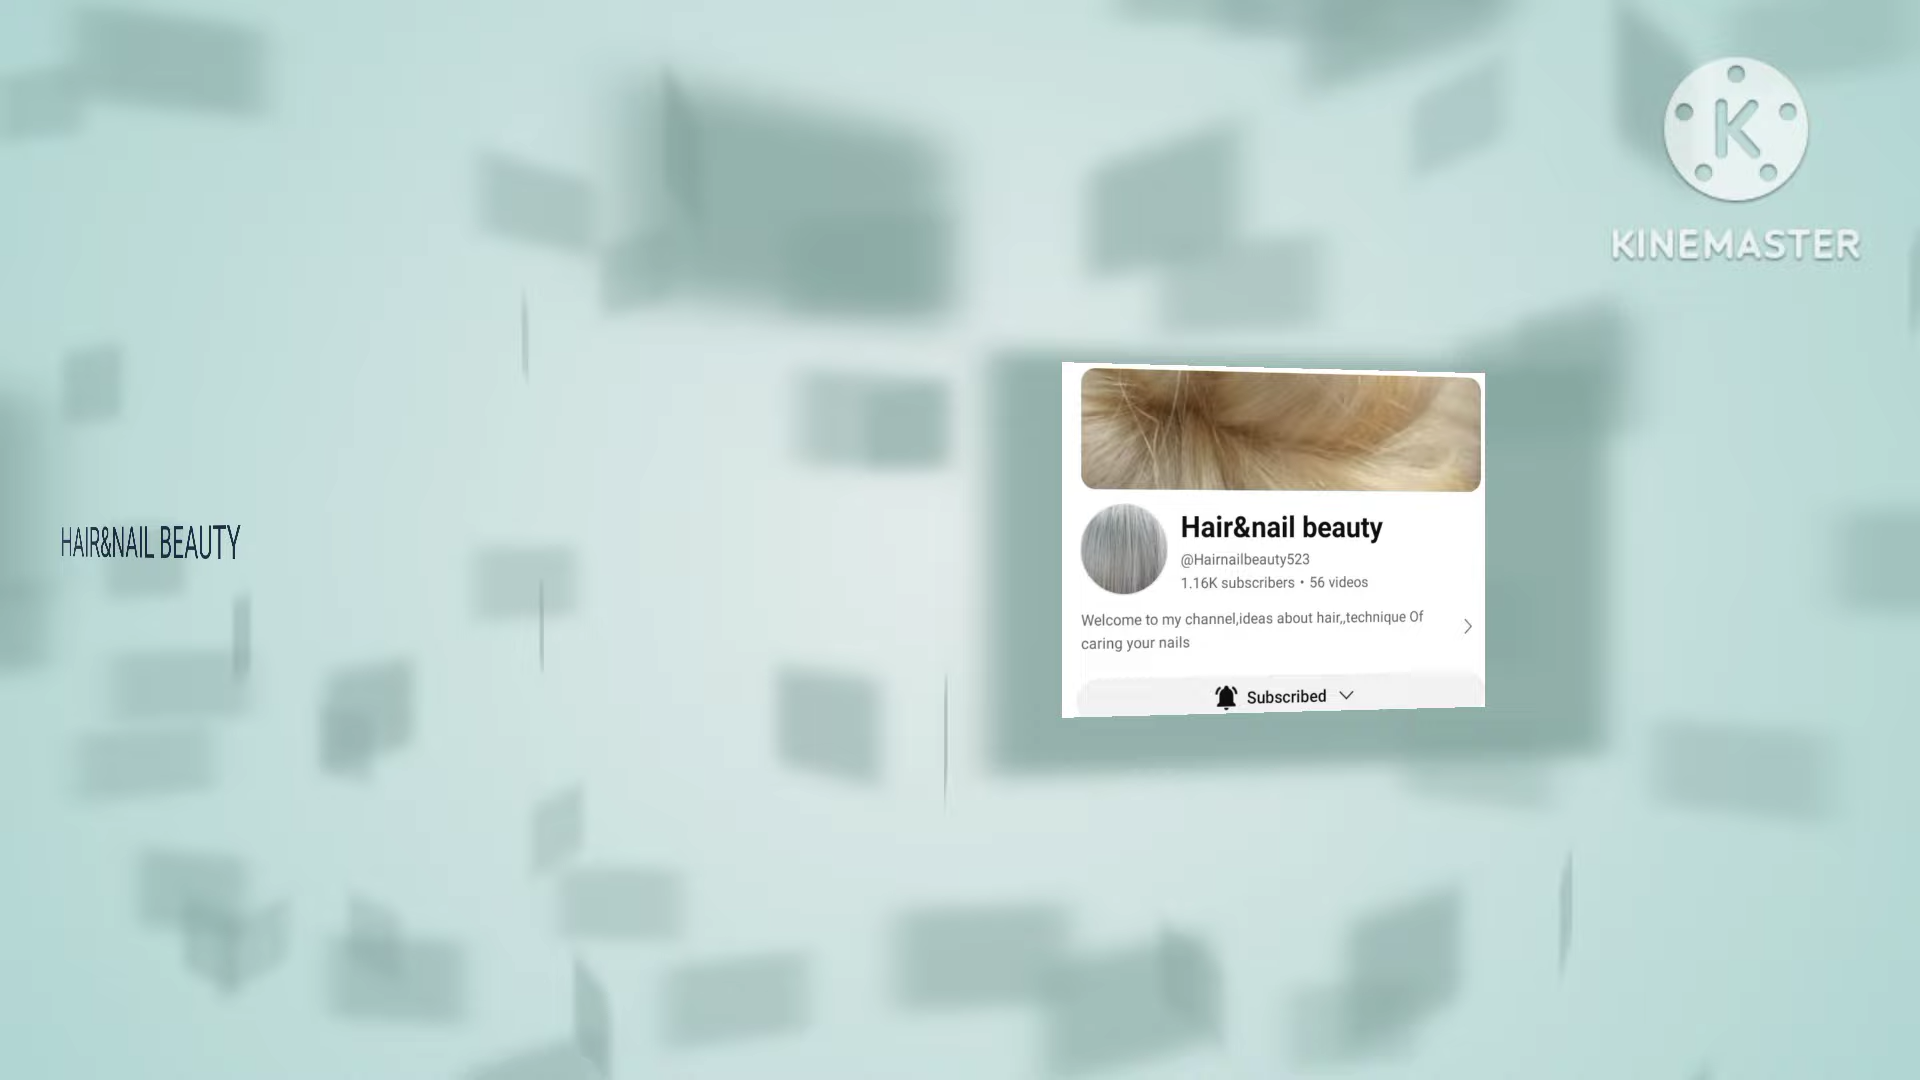 K
KINEMASTER
HAIR&NAIL BEAUTY
Hair&nail beauty
@Hairnailbeauty523
1.16K subscribers • 56 videos
Welcome to my channel,ideas about hair,,technique Of
caring your nails
Subscribed